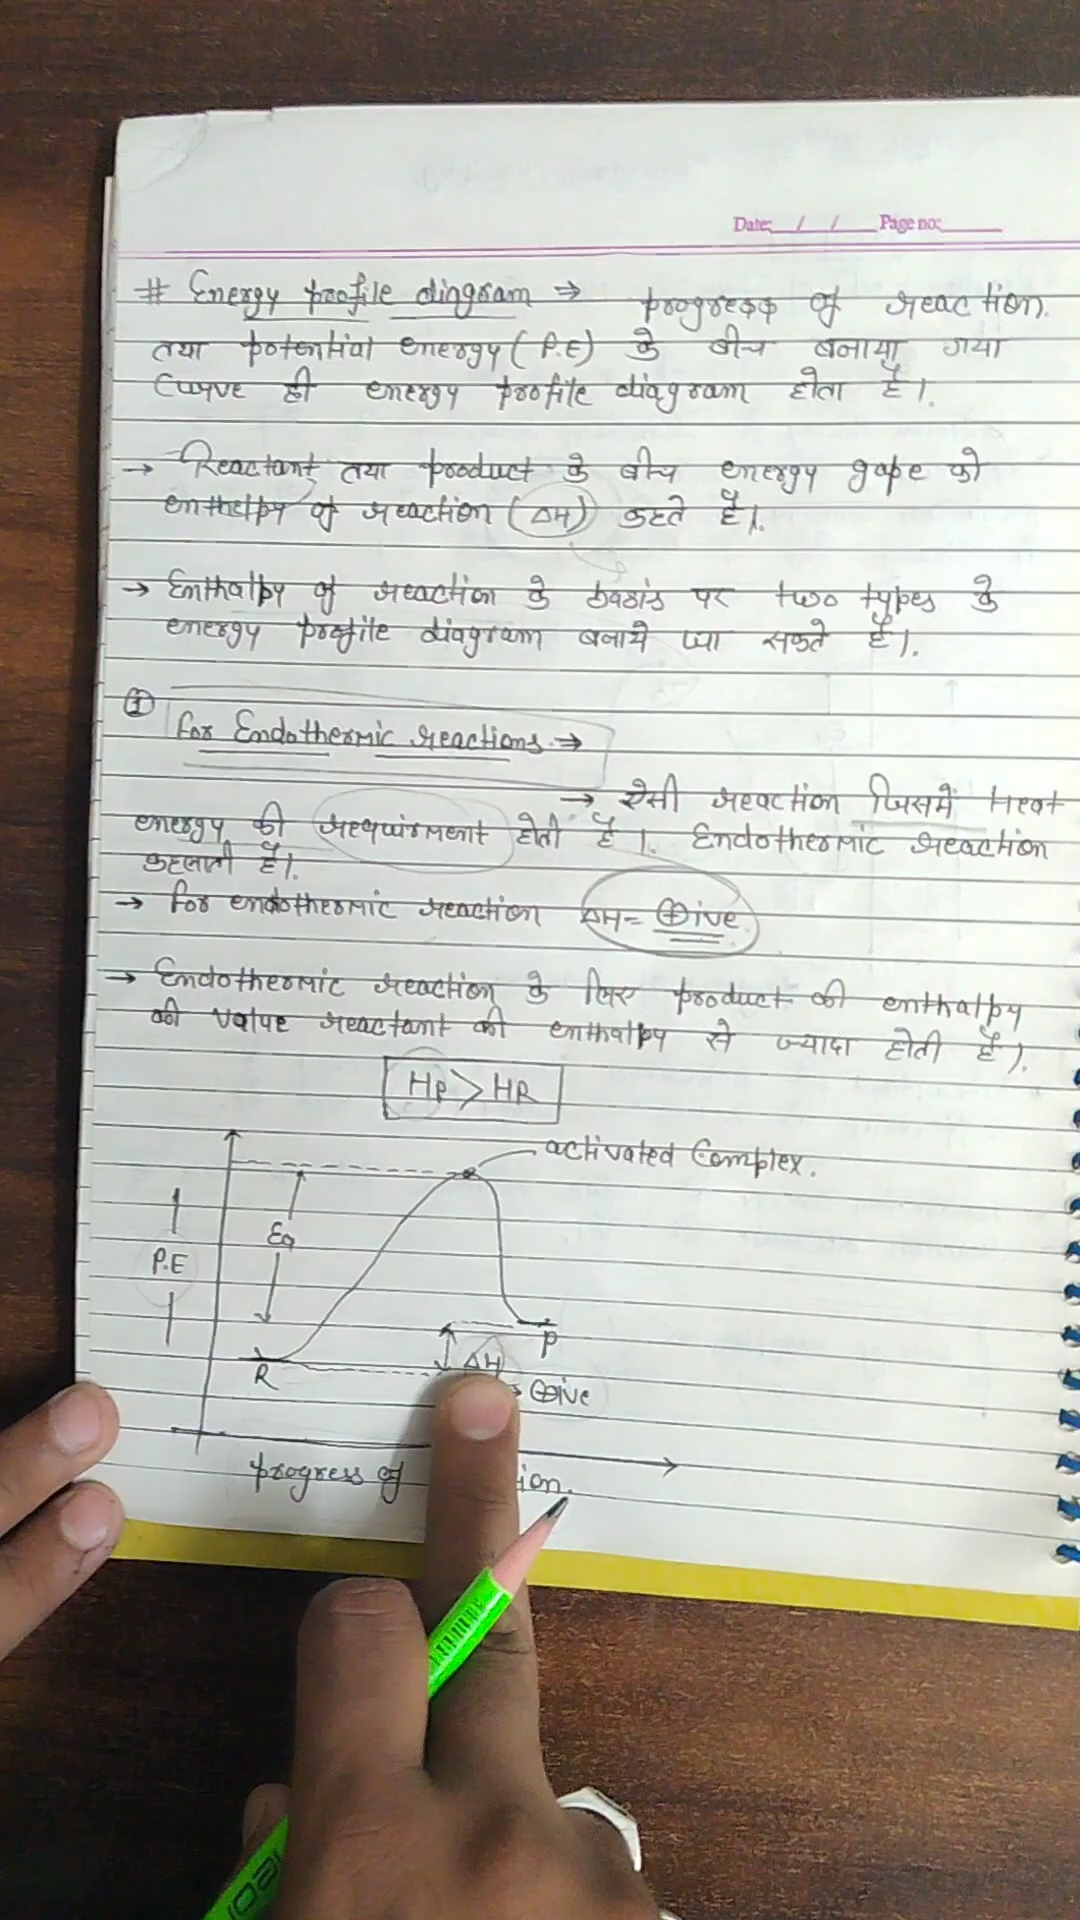 Date: / / Page no:
# Energy profile diagram ⇒ progress of reaction
तथा potential energy (P.E) के बीच बनाया गया
Curve ही energy profile diagram होता है।
→ Reactant तथा product के बीच energy gape को
enthalpy of reaction (ΔH) कहते है।
→ Enthalpy of reaction के basis पर two types के
energy profile diagram बनाये जा सकते है।
① For Endothermic reactions ⇒
→ ऐसी reaction जिसमें Heat
energy की requirment होती है। Endothermic reaction
कहलाती है।
→ for endothermic reaction ΔH = ⊕ive
→ Endothermic reaction के लिए product की enthalpy
की value reactant की enthalpy से ज्यादा होती है।
HP > HR
activated Complex.
Ea
P.E
P
ΔH
R
⊕ive
progress of
ion.